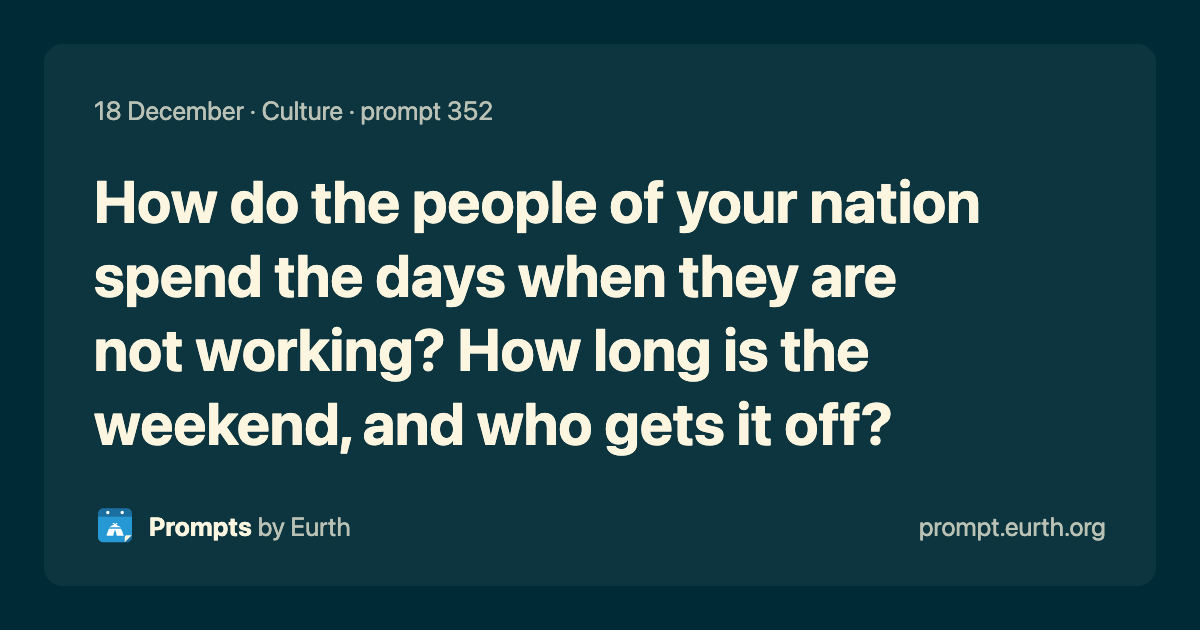 18 December · Culture · prompt 352
How do the people of your nation
spend the days when they are
not working? How long is the
weekend, and who gets it off?
Prompts by Eurth
prompt.eurth.org